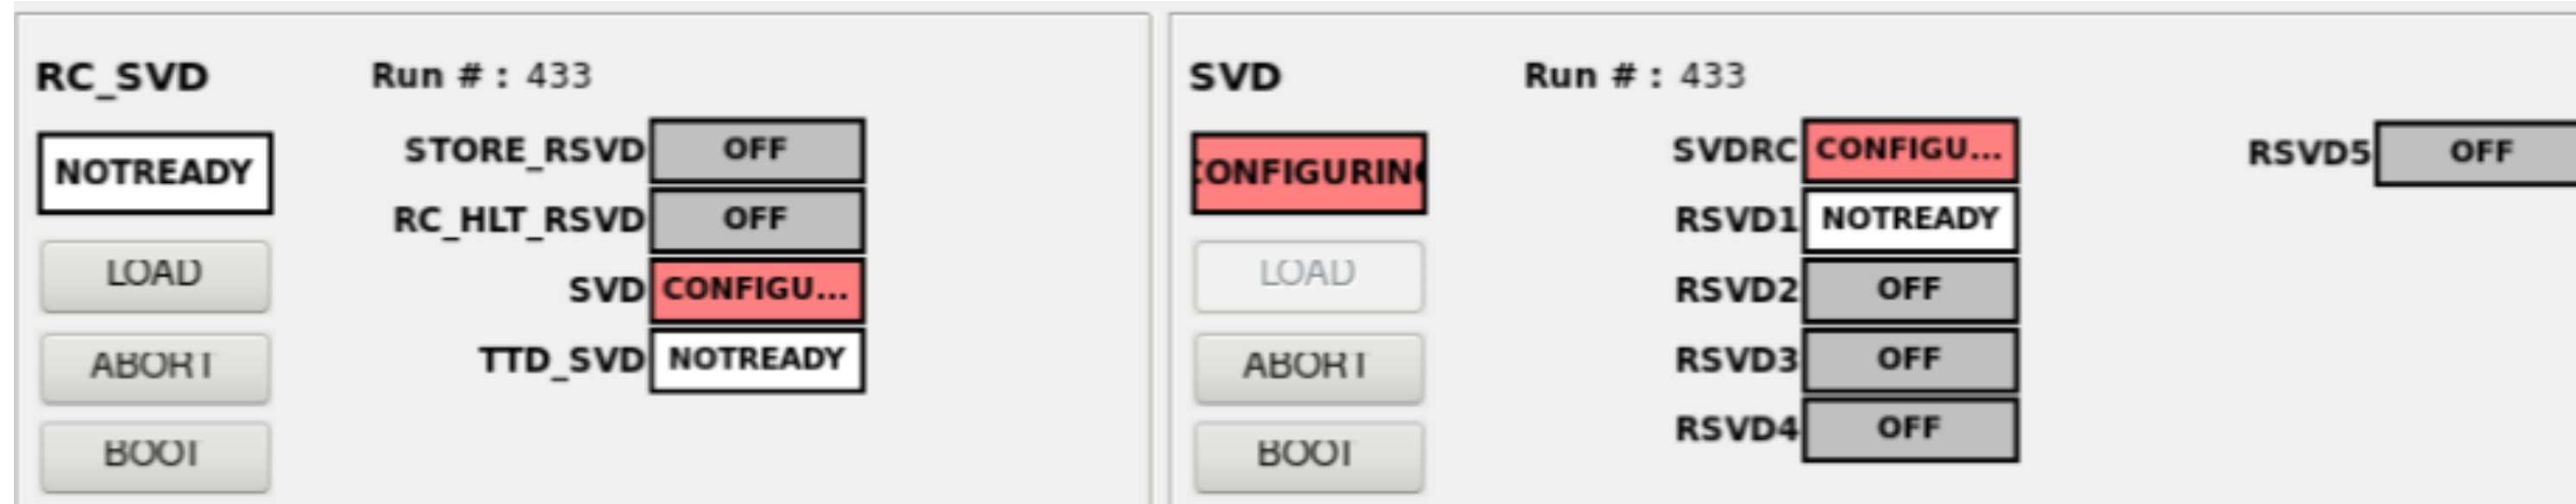 RC_SVD
Run # : 433
NOTREADY
STORE_RSVD OFF
RC_HLT_RSVD OFF
LOAD
SVD CONFIGU...
ABORT
TTD_SVD NOTREADY
BOOT
SVD
Run # : 433
CONFIGURING
SVDRC CONFIGU...
RSVD1 NOTREADY
LOAD
RSVD2 OFF
ABORT
RSVD3 OFF
RSVD4 OFF
BOOT
RSVD5 OFF